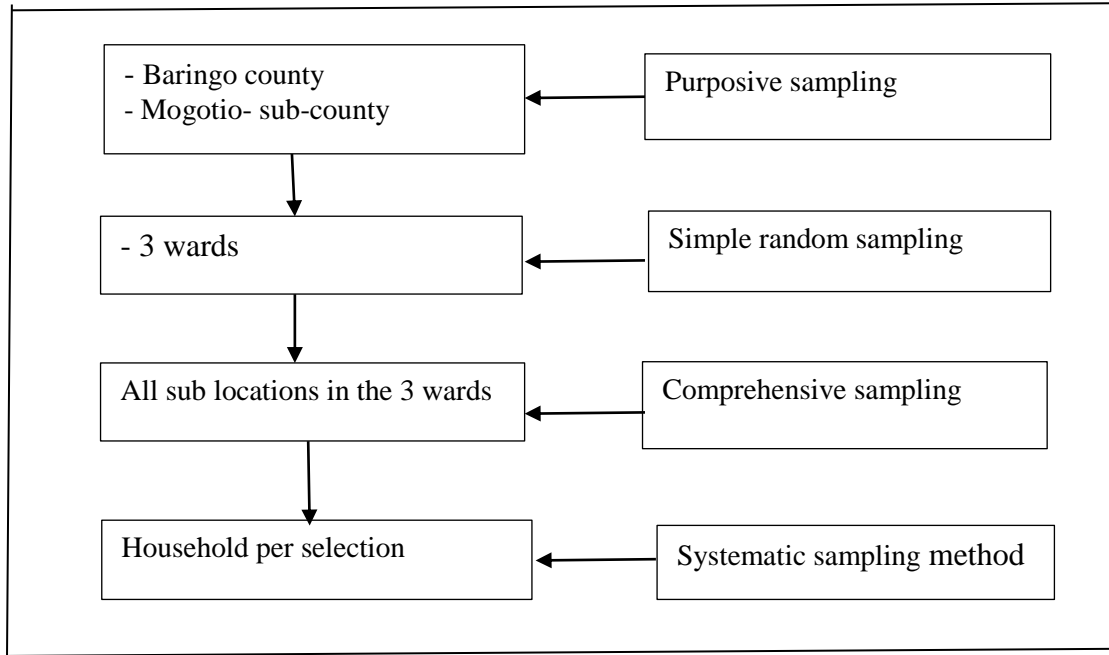 - Baringo county
- Mogotio- sub-county
Purposive sampling
- 3 wards
Simple random sampling
All sub locations in the 3 wards
Comprehensive sampling
Household per selection
Systematic sampling method